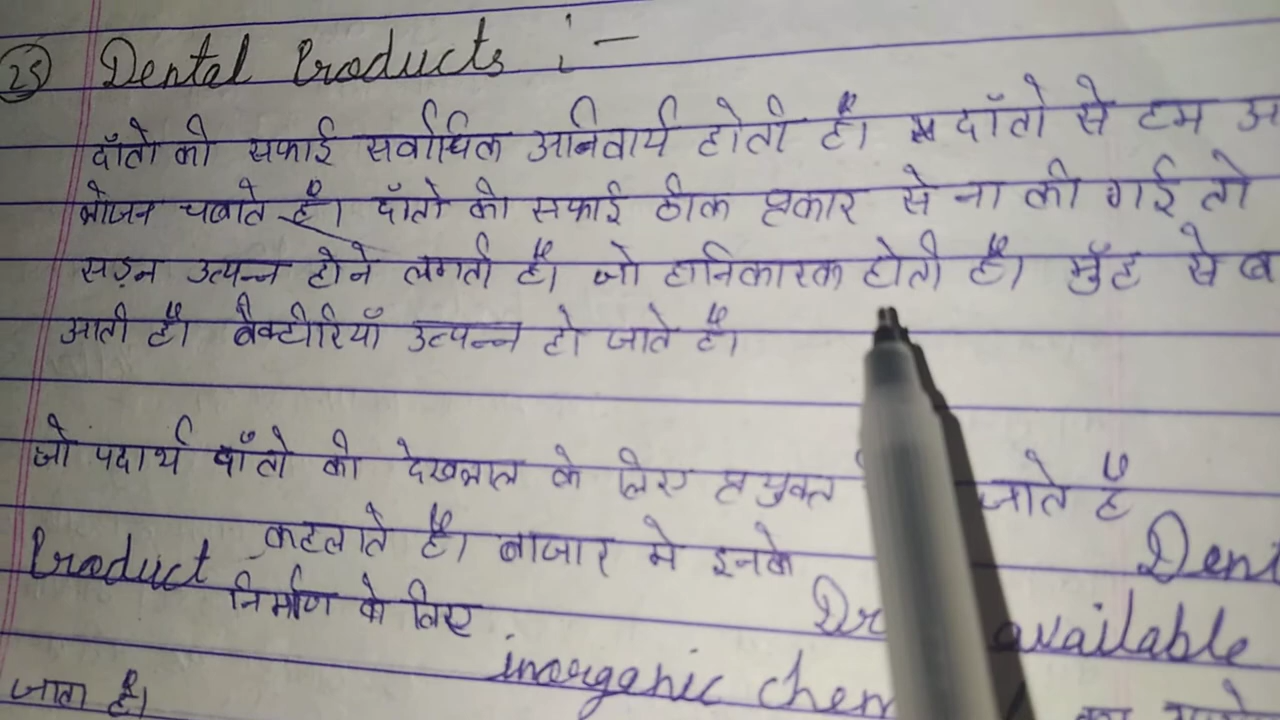 25 Dental Products :-
दाँतो की सफाई सर्वाधिक अनिवार्य होती है। दाँतो से हम
भोजन चबाते है। दाँतो की सफाई ठीक प्रकार से ना की गई तो
सड़न उत्पन्न होने लगती है। जो हानिकारक होती है। मुँह से
आती है। बैक्टीरियाँ उत्पन्न हो जाते है।
जो पदार्थ दाँतो की देखभाल के लिए प्रयुक्त जाते है
Product कहलाते है। बाजार मे इनके
निर्माण के लिए available
inorganic
जाता है।